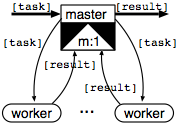 [task] [result]
master
[task] [task]
m:1
[result]
[result]
worker ... worker